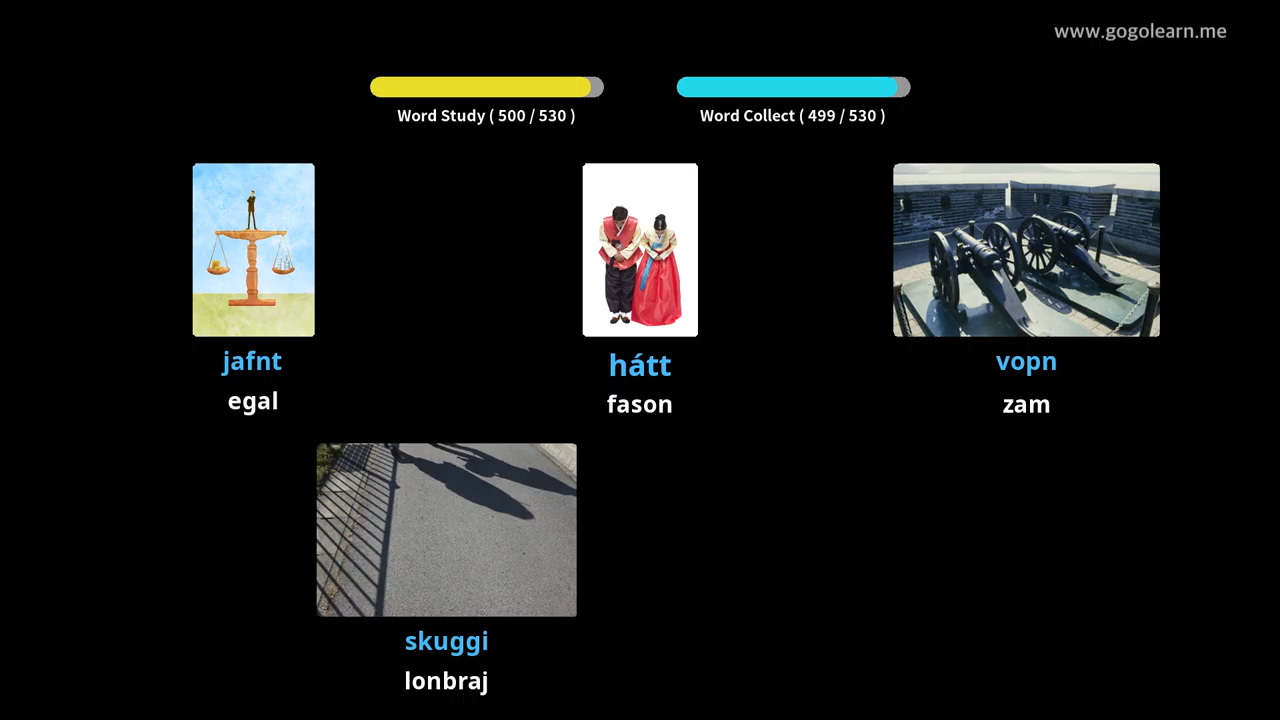 www.gogolearn.me
Word Study ( 500 / 530 )
Word Collect ( 499 / 530 )
jafnt
egal
hátt
fason
vopn
zam
skuggi
lonbraj